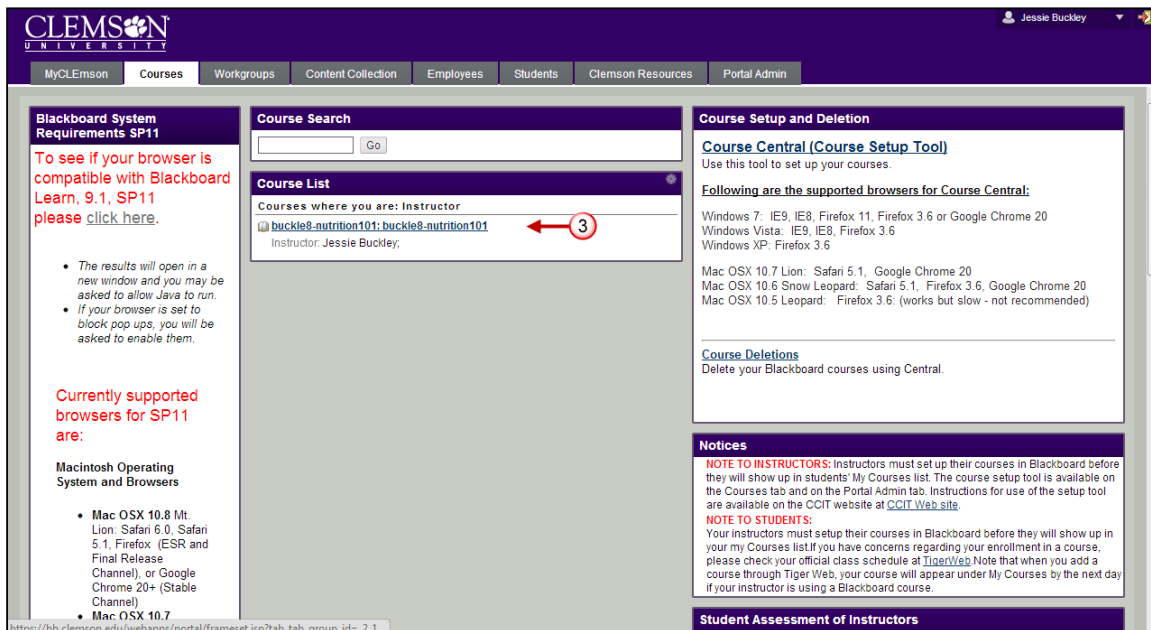 CLEMSON
UNIVERSITY
Jessie Buckley
MyCLEmson
Courses
Workgroups
Content Collection
Employees
Students
Clemson Resources
Portal Admin
Blackboard System
Requirements SP11
To see if your browser is
compatible with Blackboard
Learn, 9.1, SP11
please click here.
• The results will open in a
new window and you may be
asked to allow Java to run.
• If your browser is set to
block pop ups, you will be
asked to enable them.
Currently supported
browsers for SP11
are:
Macintosh Operating
System and Browsers
• Mac OSX 10.8 Mt.
Lion: Safari 6.0, Safari
5.1, Firefox (ESR and
Final Release
Channel), or Google
Chrome 20+ (Stable
Channel)
• Mac OSX 10.7
https://bb.clemson.edu/webapps/portal/frameset.jsp?tab_tab_group_id=_2_1
Course Search
Go
Course List
Courses where you are: Instructor
buckle8-nutrition101: buckle8-nutrition101
3
Instructor: Jessie Buckley;
Course Setup and Deletion
Course Central (Course Setup Tool)
Use this tool to set up your courses.
Following are the supported browsers for Course Central:
Windows 7: IE9, IE8, Firefox 11, Firefox 3.6 or Google Chrome 20
Windows Vista: IE9, IE8, Firefox 3.6
Windows XP: Firefox 3.6
Mac OSX 10.7 Lion: Safari 5.1, Google Chrome 20
Mac OSX 10.6 Snow Leopard: Safari 5.1, Firefox 3.6, Google Chrome 20
Mac OSX 10.5 Leopard: Firefox 3.6: (works but slow - not recommended)
Course Deletions
Delete your Blackboard courses using Central.
Notices
NOTE TO INSTRUCTORS: Instructors must set up their courses in Blackboard before
they will show up in students' My Courses list. The course setup tool is available on
the Courses tab and on the Portal Admin tab. Instructions for use of the setup tool
are available on the CCIT website at CCIT Web site.
NOTE TO STUDENTS:
Your instructors must setup their courses in Blackboard before they will show up in
your my Courses list.If you have concerns regarding your enrollment in a course,
please check your official class schedule at TigerWeb.Note that when you add a
course through Tiger Web, your course will appear under My Courses by the next day
if your instructor is using a Blackboard course.
Student Assessment of Instructors